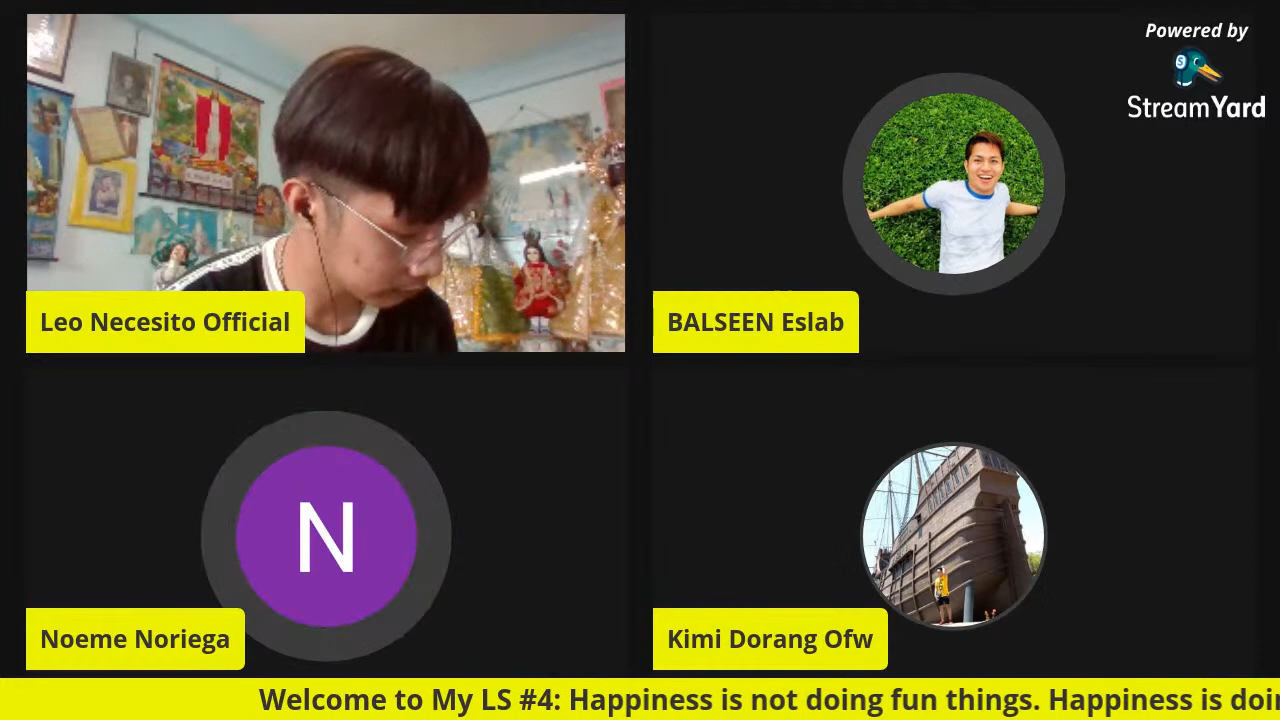 Powered by
StreamYard
Leo Necesito Official
BALSEEN Eslab
N
Noeme Noriega
Kimi Dorang Ofw
Welcome to My LS #4: Happiness is not doing fun things. Happiness is doi